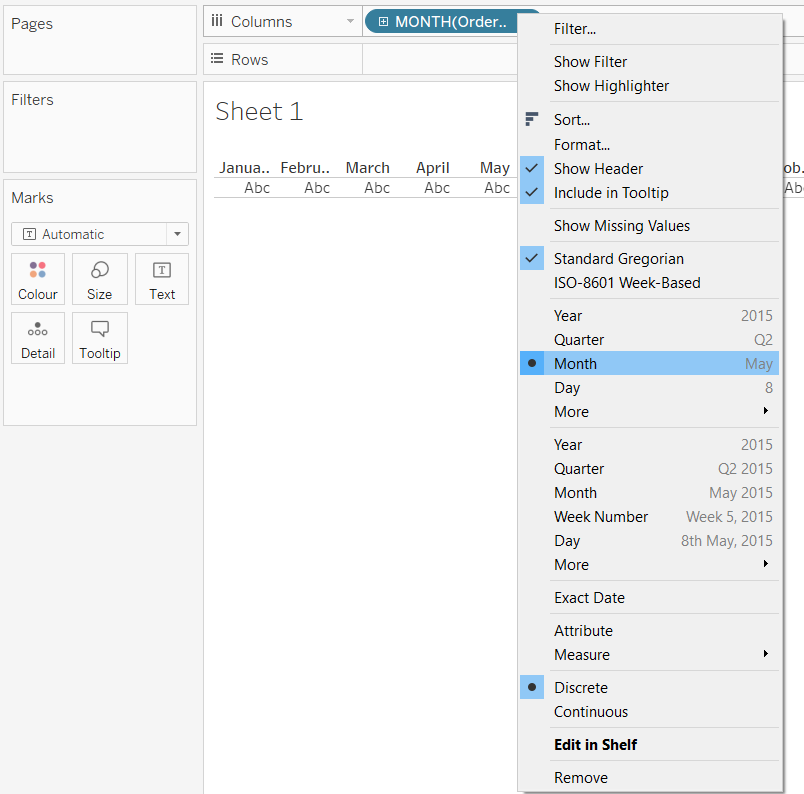 Pages
Filters
Marks
Automatic
Colour Size Text
Detail Tooltip
Columns MONTH(Order..
Rows
Sheet 1
Janua.. Febru.. March April May ob.
Abc Abc Abc Abc Abc Abc
Filter...
Show Filter
Show Highlighter
Sort...
Format...
Show Header
Include in Tooltip
Show Missing Values
Standard Gregorian
ISO-8601 Week-Based
Year 2015
Quarter Q2
Month May
Day 8
More
Year 2015
Quarter Q2 2015
Month May 2015
Week Number Week 5, 2015
Day 8th May, 2015
More
Exact Date
Attribute
Measure
Discrete
Continuous
Edit in Shelf
Remove